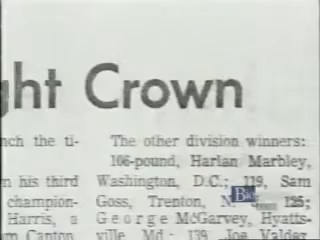 ght Crown
nch the ti-
n his third
champion-
Harris, a
m Canton
The other division winners:
106-pound, Harlan Marbley,
Washington, D.C.; 119, Sam
Goss, Trenton, N 125;
George McGarvey, Hyatts-
ville Md.: 139 Joe Valdez